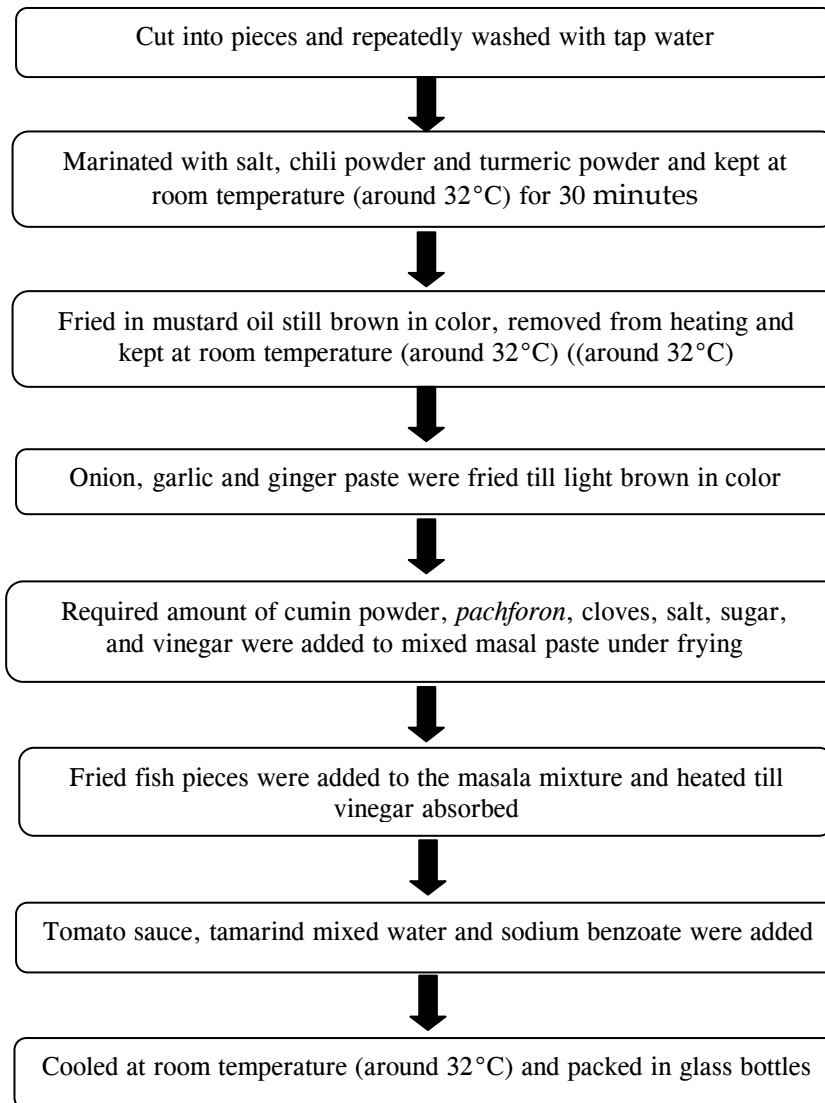 Cut into pieces and repeatedly washed with tap water
Marinated with salt, chili powder and turmeric powder and kept at
room temperature (around 32°C) for 30 minutes
Fried in mustard oil still brown in color, removed from heating and
kept at room temperature (around 32°C) ((around 32°C)
Onion, garlic and ginger paste were fried till light brown in color
Required amount of cumin powder, pachforon, cloves, salt, sugar,
and vinegar were added to mixed masal paste under frying
Fried fish pieces were added to the masala mixture and heated till
vinegar absorbed
Tomato sauce, tamarind mixed water and sodium benzoate were added
Cooled at room temperature (around 32°C) and packed in glass bottles